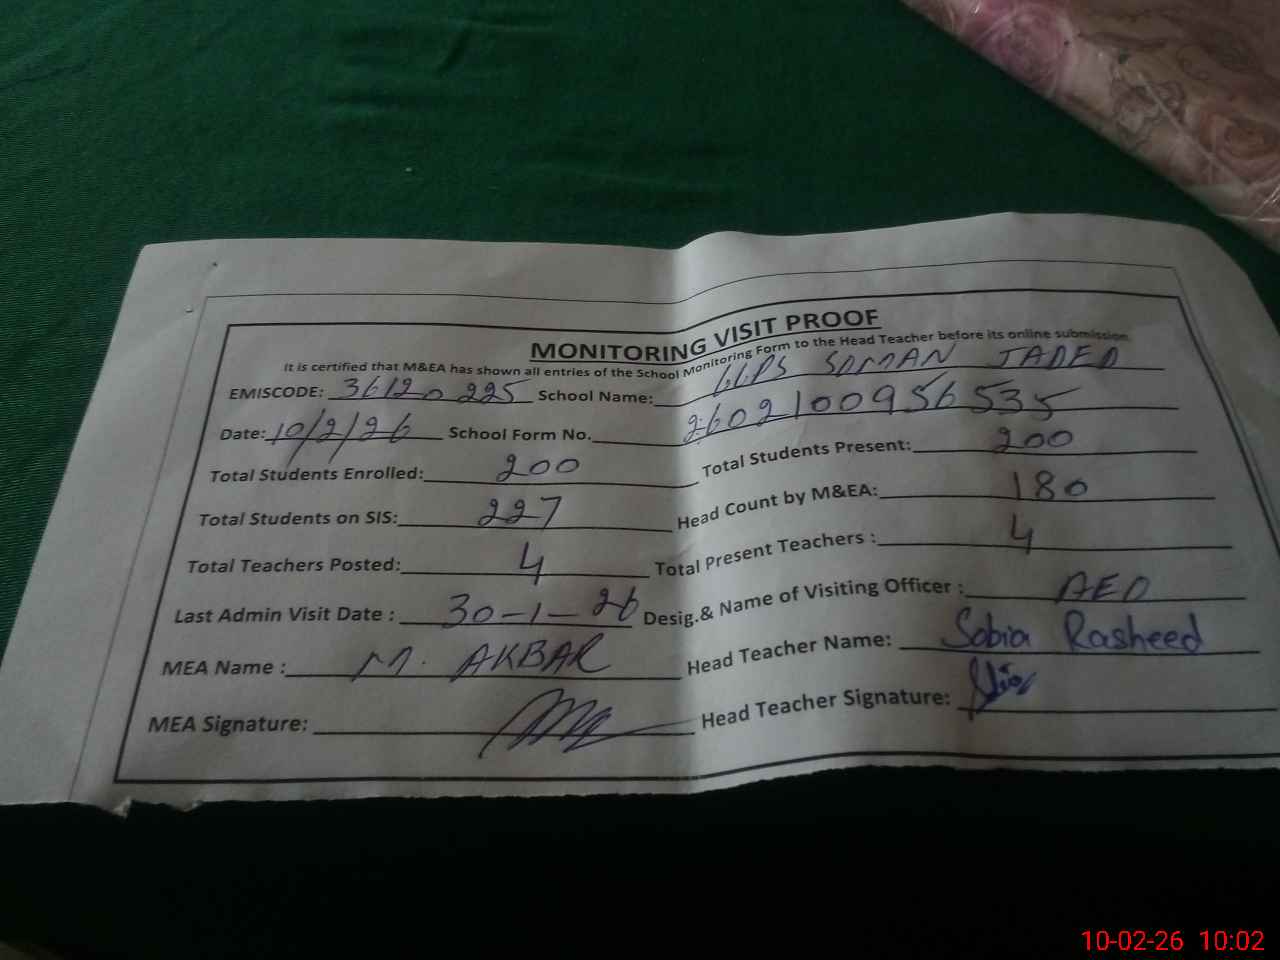 MONITORING VISIT PROOF
It is certified that M&EA has shown all entries of the School Monitoring Form to the Head Teacher before its online submission
EMISCODE: 36120225 School Name: GGPS SOMAN JADED
Date: 10/2/26 School Form No. 2602100956535
Total Students Enrolled: 200 Total Students Present: 200
Total Students on SIS: 227 Head Count by M&EA: 180
Total Teachers Posted: 4 Total Present Teachers : 4
Last Admin Visit Date : 30-1-26 Desig.& Name of Visiting Officer : AEO
MEA Name : M. AKBAR Head Teacher Name: Sobia Rasheed
MEA Signature: Head Teacher Signature:
10-02-26 10:02